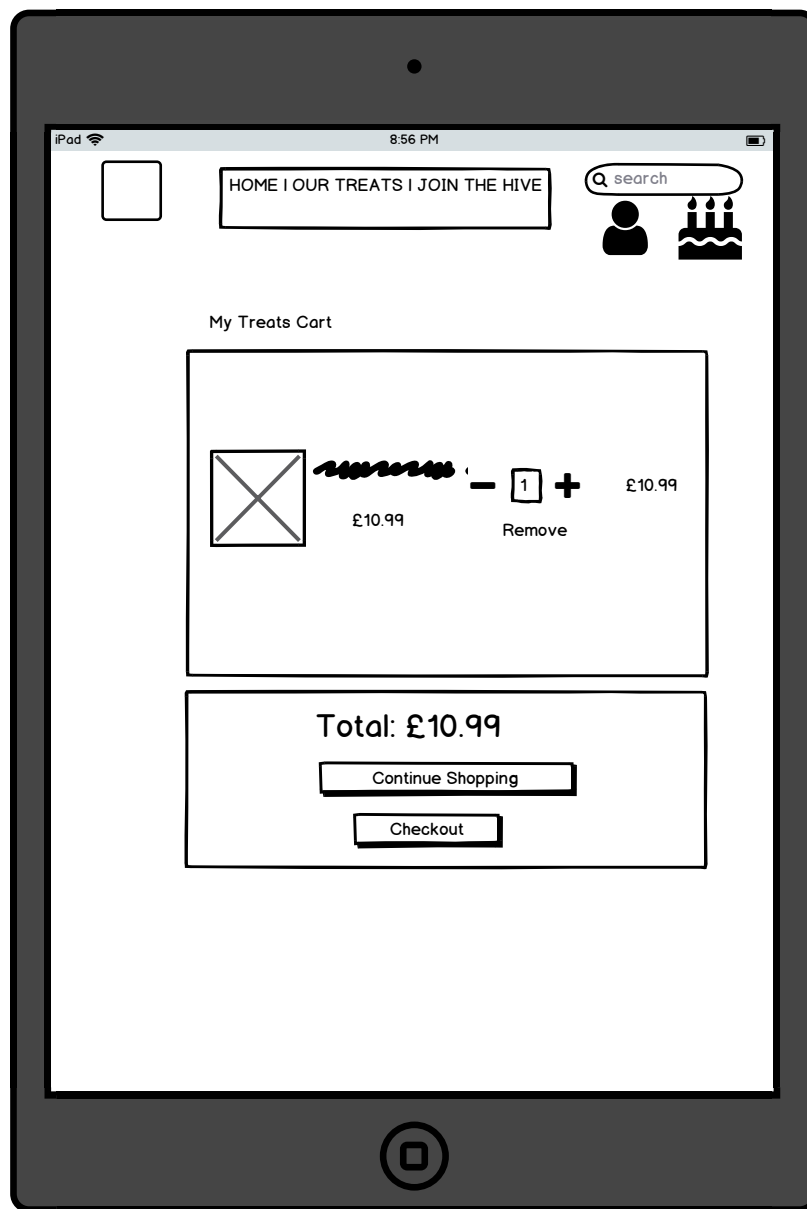 iPad
8:56 PM
HOME | OUR TREATS | JOIN THE HIVE
search
My Treats Cart
1
£10.99
£10.99
Remove
Total: £10.99
Continue Shopping
Checkout